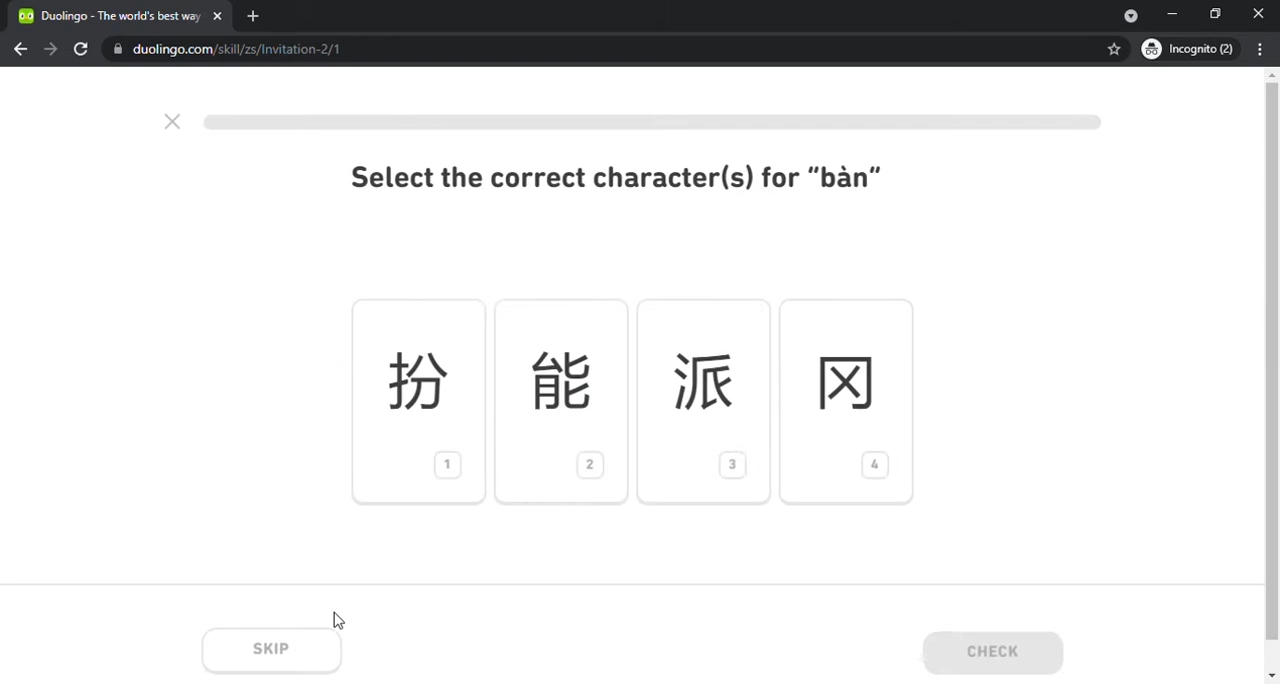 Duolingo - The world's best way
duolingo.com/skill/zs/Invitation-2/1
Incognito (2)
Select the correct character(s) for "bàn"
扮 能 派 冈
1 2 3 4
SKIP
CHECK